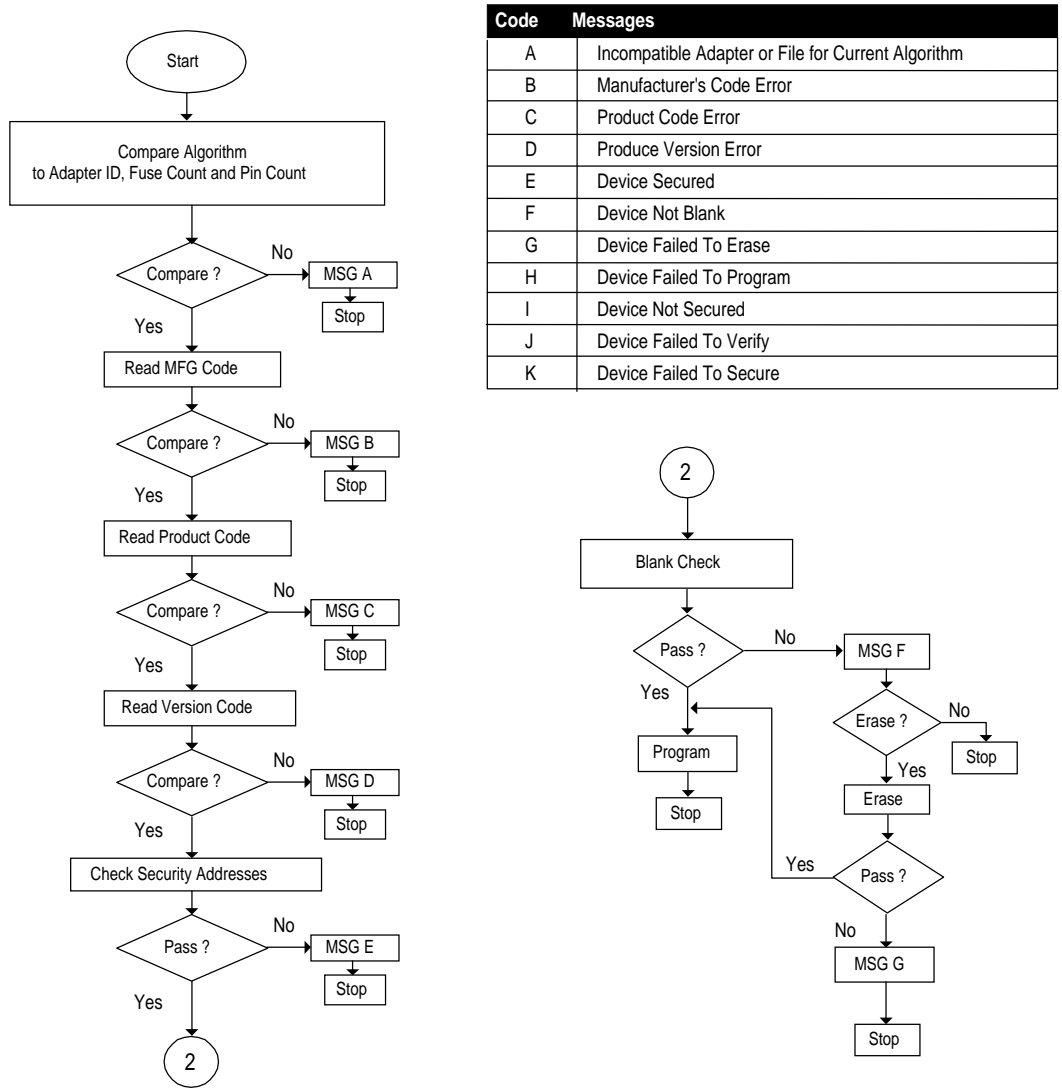 Start
Compare Algorithm
to Adapter ID, Fuse Count and Pin Count
Compare ?
No
MSG A
Stop
Yes
Read MFG Code
Compare ?
No
MSG B
Stop
Yes
Read Product Code
Compare ?
No
MSG C
Stop
Yes
Read Version Code
Compare ?
No
MSG D
Stop
Yes
Check Security Addresses
Pass ?
No
MSG E
Stop
Yes
2
Code Messages
A Incompatible Adapter or File for Current Algorithm
B Manufacturer's Code Error
C Product Code Error
D Produce Version Error
E Device Secured
F Device Not Blank
G Device Failed To Erase
H Device Failed To Program
I Device Not Secured
J Device Failed To Verify
K Device Failed To Secure
2
Blank Check
Pass ?
No
MSG F
Yes
Erase ?
No
Stop
Program
Yes
Erase
Stop
Yes
Pass ?
No
MSG G
Stop